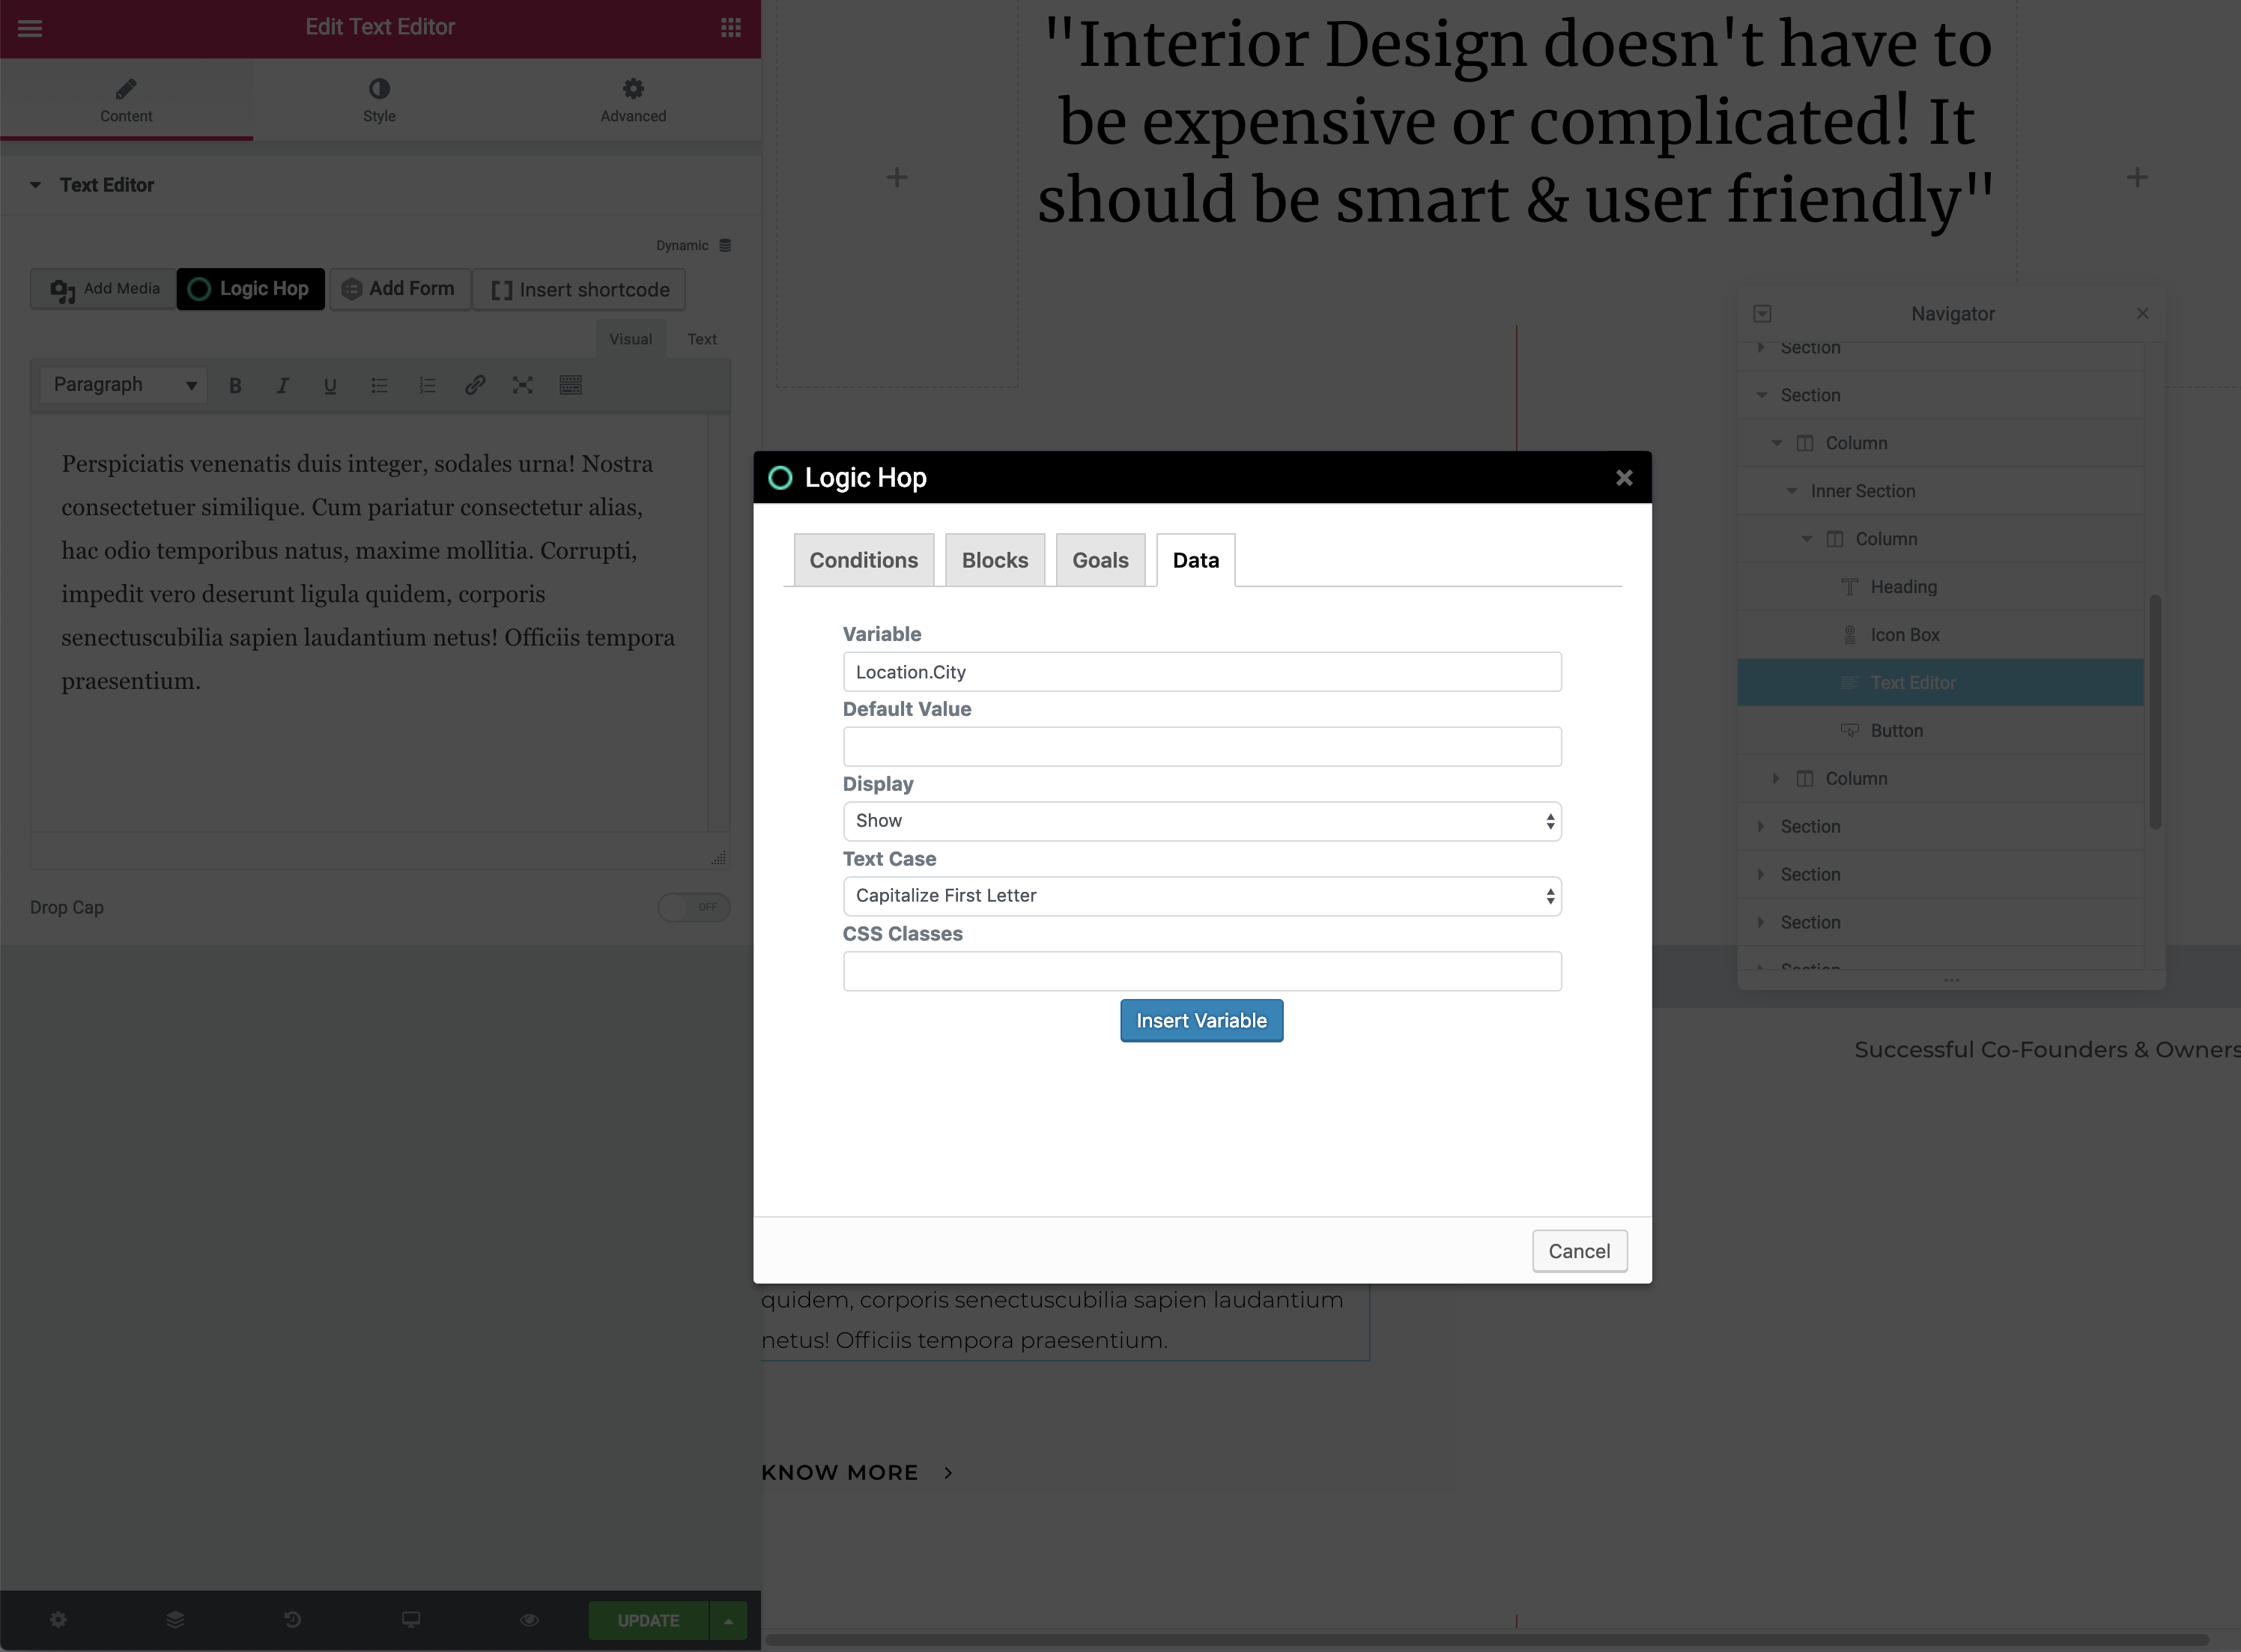 Edit Text Editor
Content
Style
Advanced
Text Editor
Dynamic
Add Media
Logic Hop
Add Form
Insert shortcode
Visual
Text
Paragraph
B
I
U
Perspiciatis venenatis duis integer, sodales urna! Nostra
consectetuer similique. Cum pariatur consectetur alias,
hac odio temporibus natus, maxime mollitia. Corrupti,
impedit vero deserunt ligula quidem, corporis
senectuscubilia sapien laudantium netus! Officiis tempora
praesentium.
Drop Cap
OFF
UPDATE
"Interior Design doesn't have to
be expensive or complicated! It
should be smart & user friendly"
Logic Hop
Conditions
Blocks
Goals
Data
Variable
Location.City
Default Value
Display
Show
Text Case
Capitalize First Letter
CSS Classes
Insert Variable
Cancel
quidem, corporis senectuscubilia sapien laudantium
netus! Officiis tempora praesentium.
KNOW MORE
Navigator
Section
Section
Column
Inner Section
Column
Heading
Icon Box
Text Editor
Button
Column
Section
Section
Section
Section
Successful Co-Founders & Owners